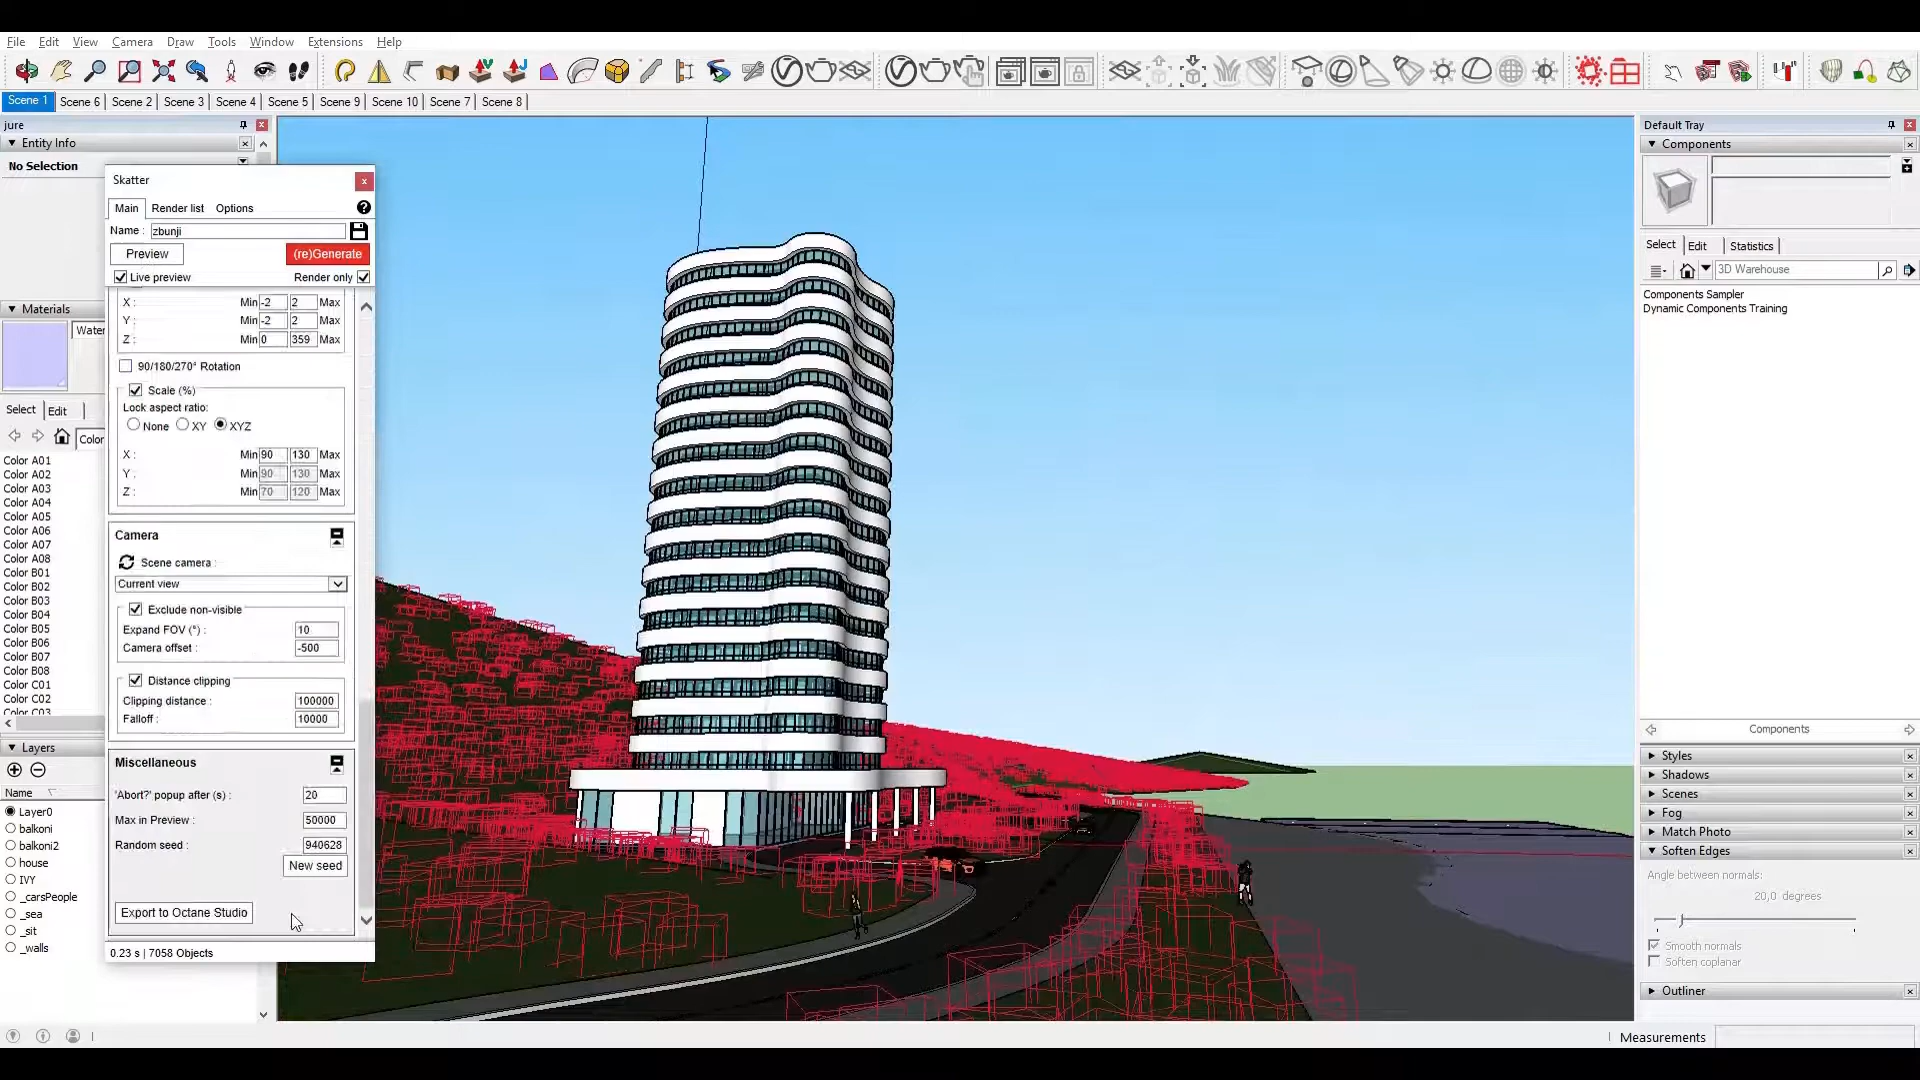 File Edit View Camera Draw Tools Window Extensions Help
Scene 1 Scene 6 Scene 2 Scene 3 Scene 4 Scene 5 Scene 9 Scene 10 Scene 7 Scene 8
jure
Entity Info
No Selection
Materials
Water
Select Edit
Color
Color A01
Color A02
Color A03
Color A04
Color A05
Color A06
Color A07
Color A08
Color B01
Color B02
Color B03
Color B04
Color B05
Color B06
Color B07
Color B08
Color C01
Color C02
Color C03
Layers
Name
Layer0
balkoni
balkoni2
house
IVY
_carsPeople
_sea
_sit
_walls
Skatter
Main Render list Options
Name : zbunji
Preview (re)Generate
Live preview Render only
X : Min -2 2 Max
Y : Min -2 2 Max
Z : Min 0 359 Max
90/180/270° Rotation
Scale (%)
Lock aspect ratio:
None XY XYZ
X : Min 90 130 Max
Y : Min 90 130 Max
Z : Min 70 120 Max
Camera
Scene camera :
Current view
Exclude non-visible
Expand FOV (°) : 10
Camera offset : -500
Distance clipping
Clipping distance : 100000
Falloff : 10000
Miscellaneous
'Abort?' popup after (s) : 20
Max in Preview : 50000
Random seed : 940628
New seed
Export to Octane Studio
0.23 s | 7058 Objects
Default Tray
Components
Select Edit Statistics
3D Warehouse
Components Sampler
Dynamic Components Training
Components
Styles
Shadows
Scenes
Fog
Match Photo
Soften Edges
Angle between normals:
20,0 degrees
Smooth normals
Soften coplanar
Outliner
Measurements